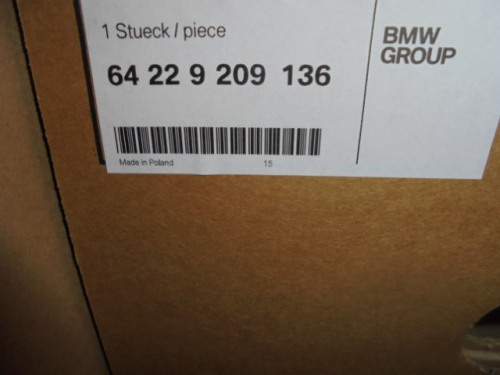 1 Stueck / piece
64 22 9 209 136
Made in Poland 15
BMW
GROUP